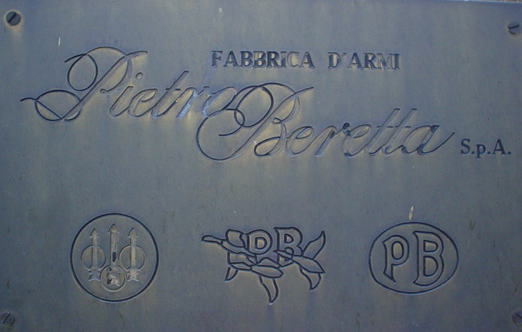 FABBRICA D'ARMI
Pietro Beretta S.p.A.
PB PB